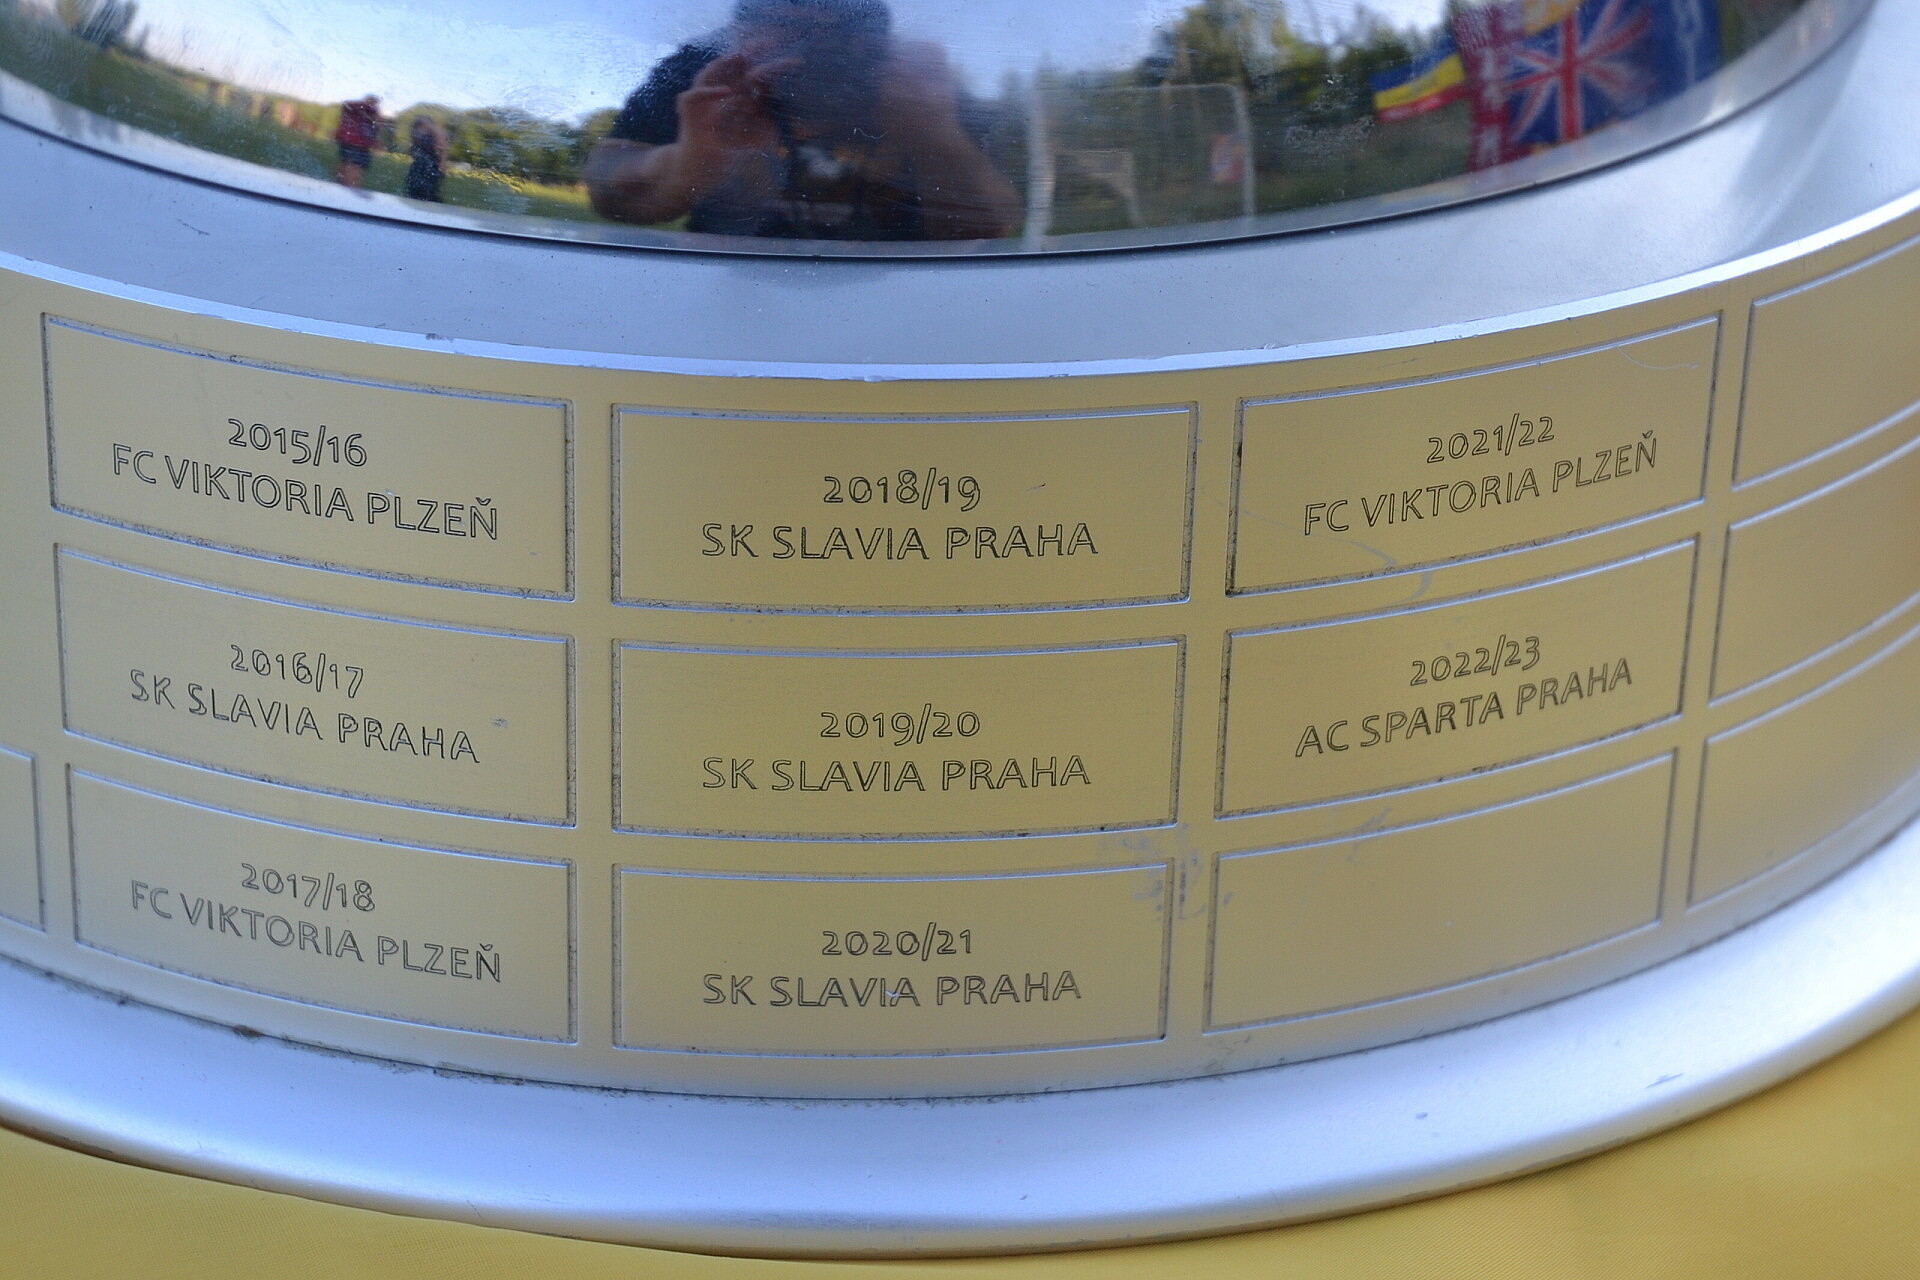 2015/16
FC VIKTORIA PLZEŇ
2016/17
SK SLAVIA PRAHA
2017/18
FC VIKTORIA PLZEŇ
2018/19
SK SLAVIA PRAHA
2019/20
SK SLAVIA PRAHA
2020/21
SK SLAVIA PRAHA
2021/22
FC VIKTORIA PLZEŇ
2022/23
AC SPARTA PRAHA